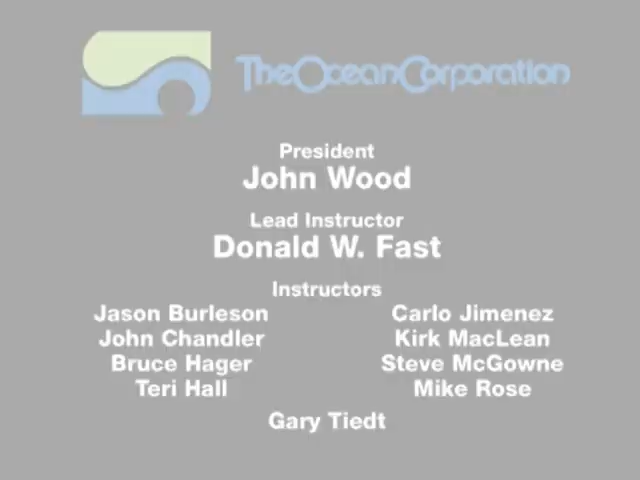 TheOceanCorporation
President
John Wood
Lead Instructor
Donald W. Fast
Instructors
Jason Burleson
Carlo Jimenez
John Chandler
Kirk MacLean
Bruce Hager
Steve McGowne
Teri Hall
Mike Rose
Gary Tiedt